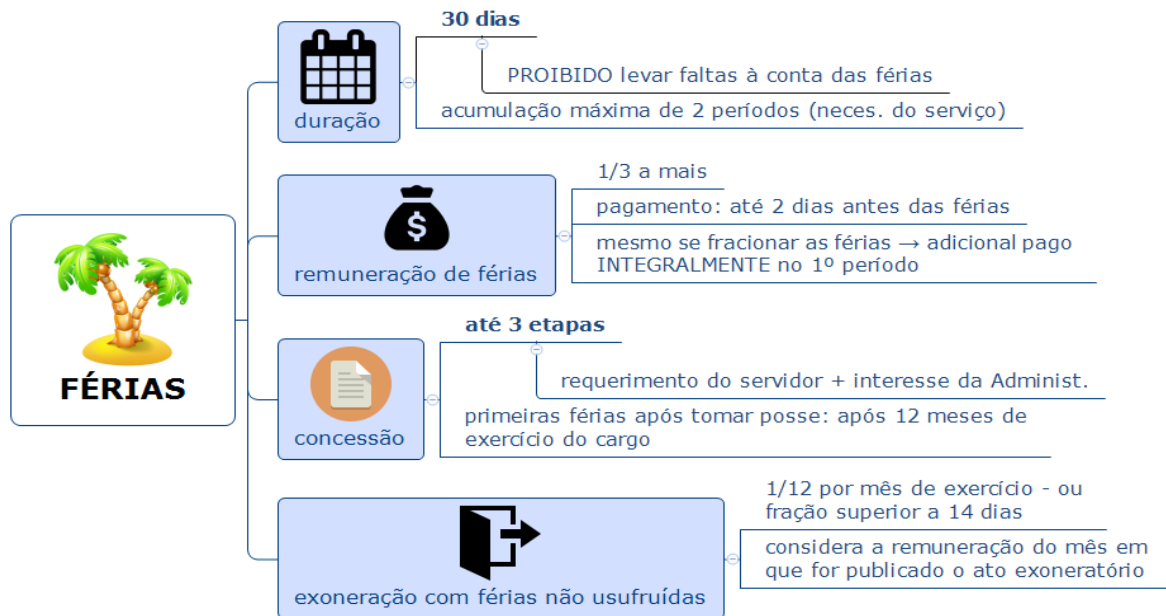 FÉRIAS
duração
30 dias
PROIBIDO levar faltas à conta das férias
acumulação máxima de 2 períodos (neces. do serviço)
$
remuneração de férias
1/3 a mais
pagamento: até 2 dias antes das férias
mesmo se fracionar as férias → adicional pago
INTEGRALMENTE no 1º período
concessão
até 3 etapas
requerimento do servidor + interesse da Administ.
primeiras férias após tomar posse: após 12 meses de
exercício do cargo
exoneração com férias não usufruídas
1/12 por mês de exercício - ou
fração superior a 14 dias
considera a remuneração do mês em
que for publicado o ato exoneratório